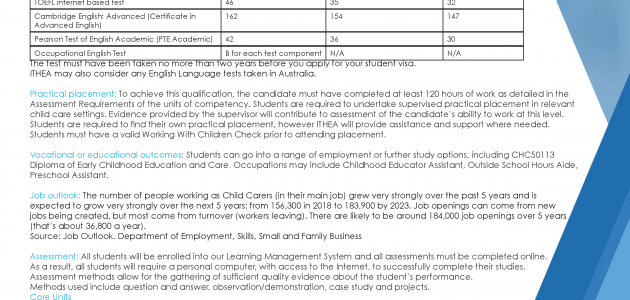 TOEFL internet based test 46 35 32
Cambridge English: Advanced (Certificate in 162 154 147
Advanced English)
Pearson Test of English Academic (PTE Academic) 42 36 30
Occupational English Test B for each test component N/A N/A
The test must have been taken no more than two years before you apply for your student visa.
ITHEA may also consider any English Language tests taken in Australia.
Practical placement: To achieve this qualification, the candidate must have completed at least 120 hours of work as detailed in the
Assessment Requirements of the units of competency. Students are required to undertake supervised practical placement in relevant
child care settings. Evidence provided by the supervisor will contribute to assessment of the candidate's ability to work at this level.
Students are required to find their own practical placement, however ITHEA will provide assistance and support where needed.
Students must have a valid Working With Children Check prior to attending placement.
Vocational or educational outcomes: Students can go into a range of employment or further study options, including CHC50113
Diploma of Early Childhood Education and Care. Occupations may include Childhood Educator Assistant, Outside School Hours Aide,
Preschool Assistant.
Job outlook: The number of people working as Child Carers (in their main job) grew very strongly over the past 5 years and is
expected to grow very strongly over the next 5 years: from 156,300 in 2018 to 183,900 by 2023. Job openings can come from new
jobs being created, but most come from turnover (workers leaving). There are likely to be around 184,000 job openings over 5 years
(that's about 36,800 a year).
Source: Job Outlook. Department of Employment, Skills, Small and Family Business
Assessment: All students will be enrolled into our Learning Management System and all assessments must be completed online.
As a result, all students will require a personal computer, with access to the Internet, to successfully complete their studies.
Assessment methods allow for the gathering of sufficient quality evidence about the student's performance.
Methods used include question and answer, observation/demonstration, case study and projects.
Core Units